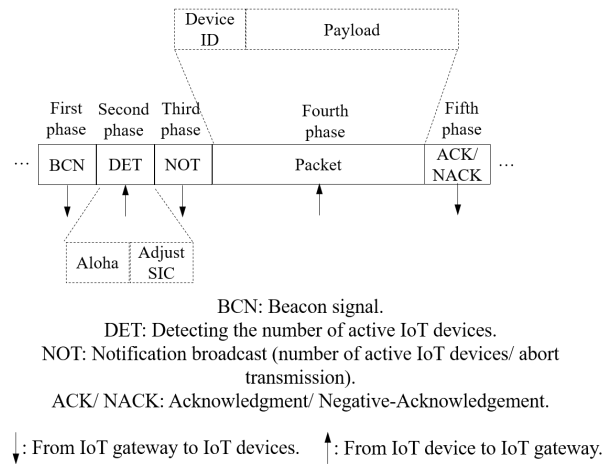 Device ID
Payload
First phase
Second phase
Third phase
Fourth phase
Fifth phase
...
BCN
DET
NOT
Packet
ACK/ NACK
...
Aloha
Adjust SIC
BCN: Beacon signal.
DET: Detecting the number of active IoT devices.
NOT: Notification broadcast (number of active IoT devices/ abort
transmission).
ACK/ NACK: Acknowledgment/ Negative-Acknowledgement.
: From IoT gateway to IoT devices.
: From IoT device to IoT gateway.